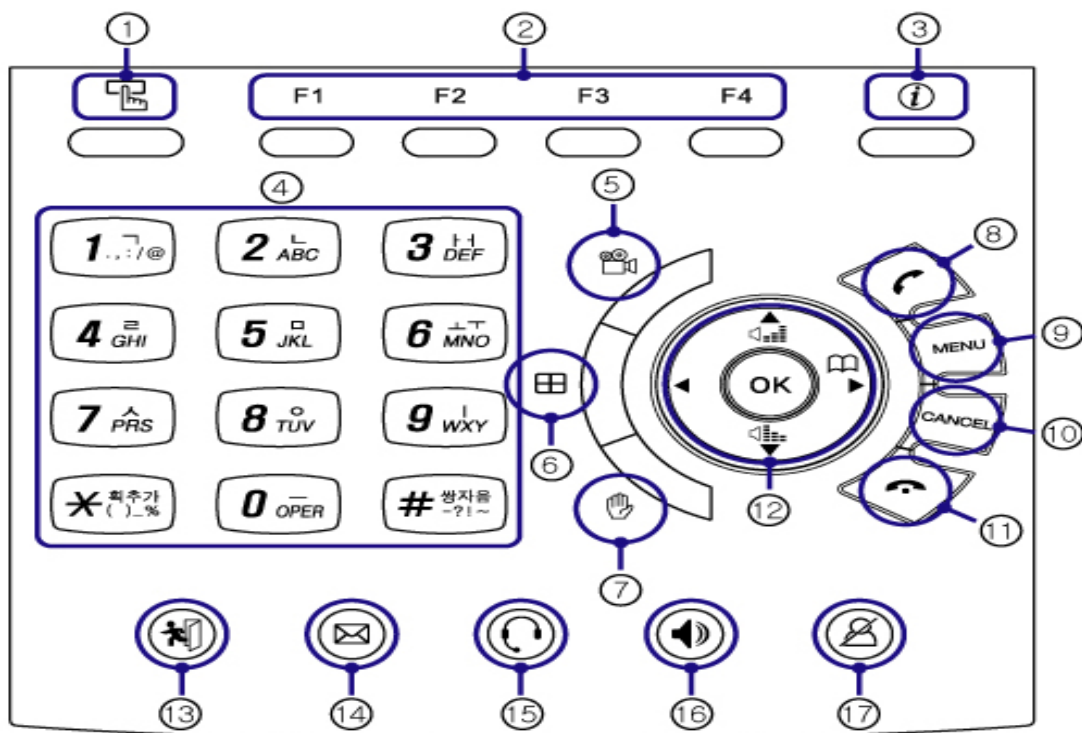 ① ② ③
F1 F2 F3 F4
④ ⑤
1 ㄱ .,:/@
2 ㄴ ABC
3 ㅏㅓ DEF
⑧
4 ㄹ GHI
5 ㅁ JKL
6 ㅗㅜ MNO
MENU ⑨
OK
7 ㅅ PRS
8 ㅇ TUV
9 ㅣ WXY
CANCEL ⑩
⑥
* 획추가 ( )_%
0 ㅡ OPER
# 쌍자음 -?!~
⑫ ⑪
⑦
⑬ ⑭ ⑮ ⑯ ⑰